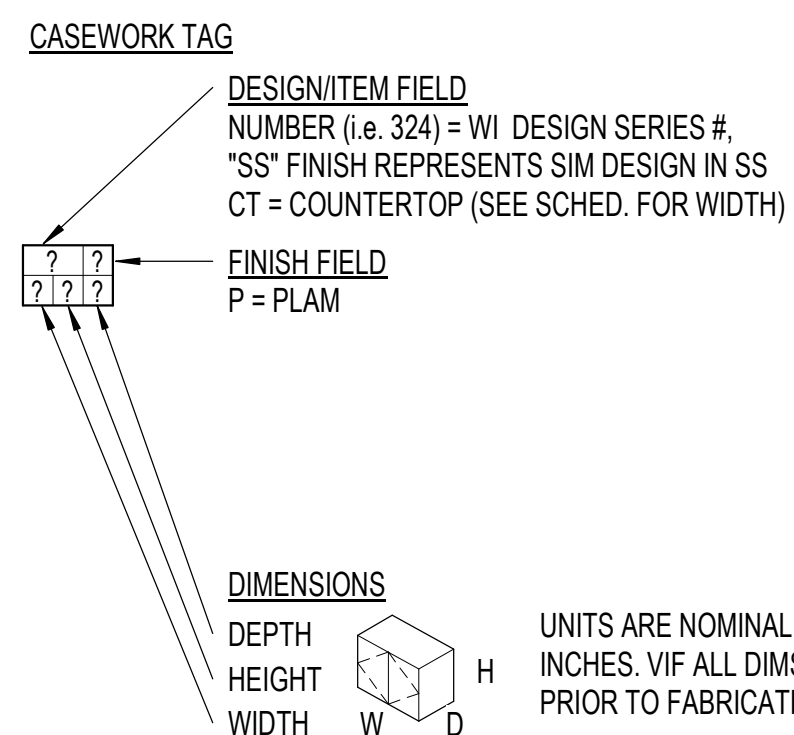 CASEWORK TAG
DESIGN/ITEM FIELD
NUMBER (i.e. 324) = WI DESIGN SERIES #,
"SS" FINISH REPRESENTS SIM DESIGN IN SS
CT = COUNTERTOP (SEE SCHED. FOR WIDTH)
? ?
? ? ?
FINISH FIELD
P = PLAM
DIMENSIONS
DEPTH
HEIGHT
WIDTH
W D H
UNITS ARE NOMINAL
INCHES. VIF ALL DIMS
PRIOR TO